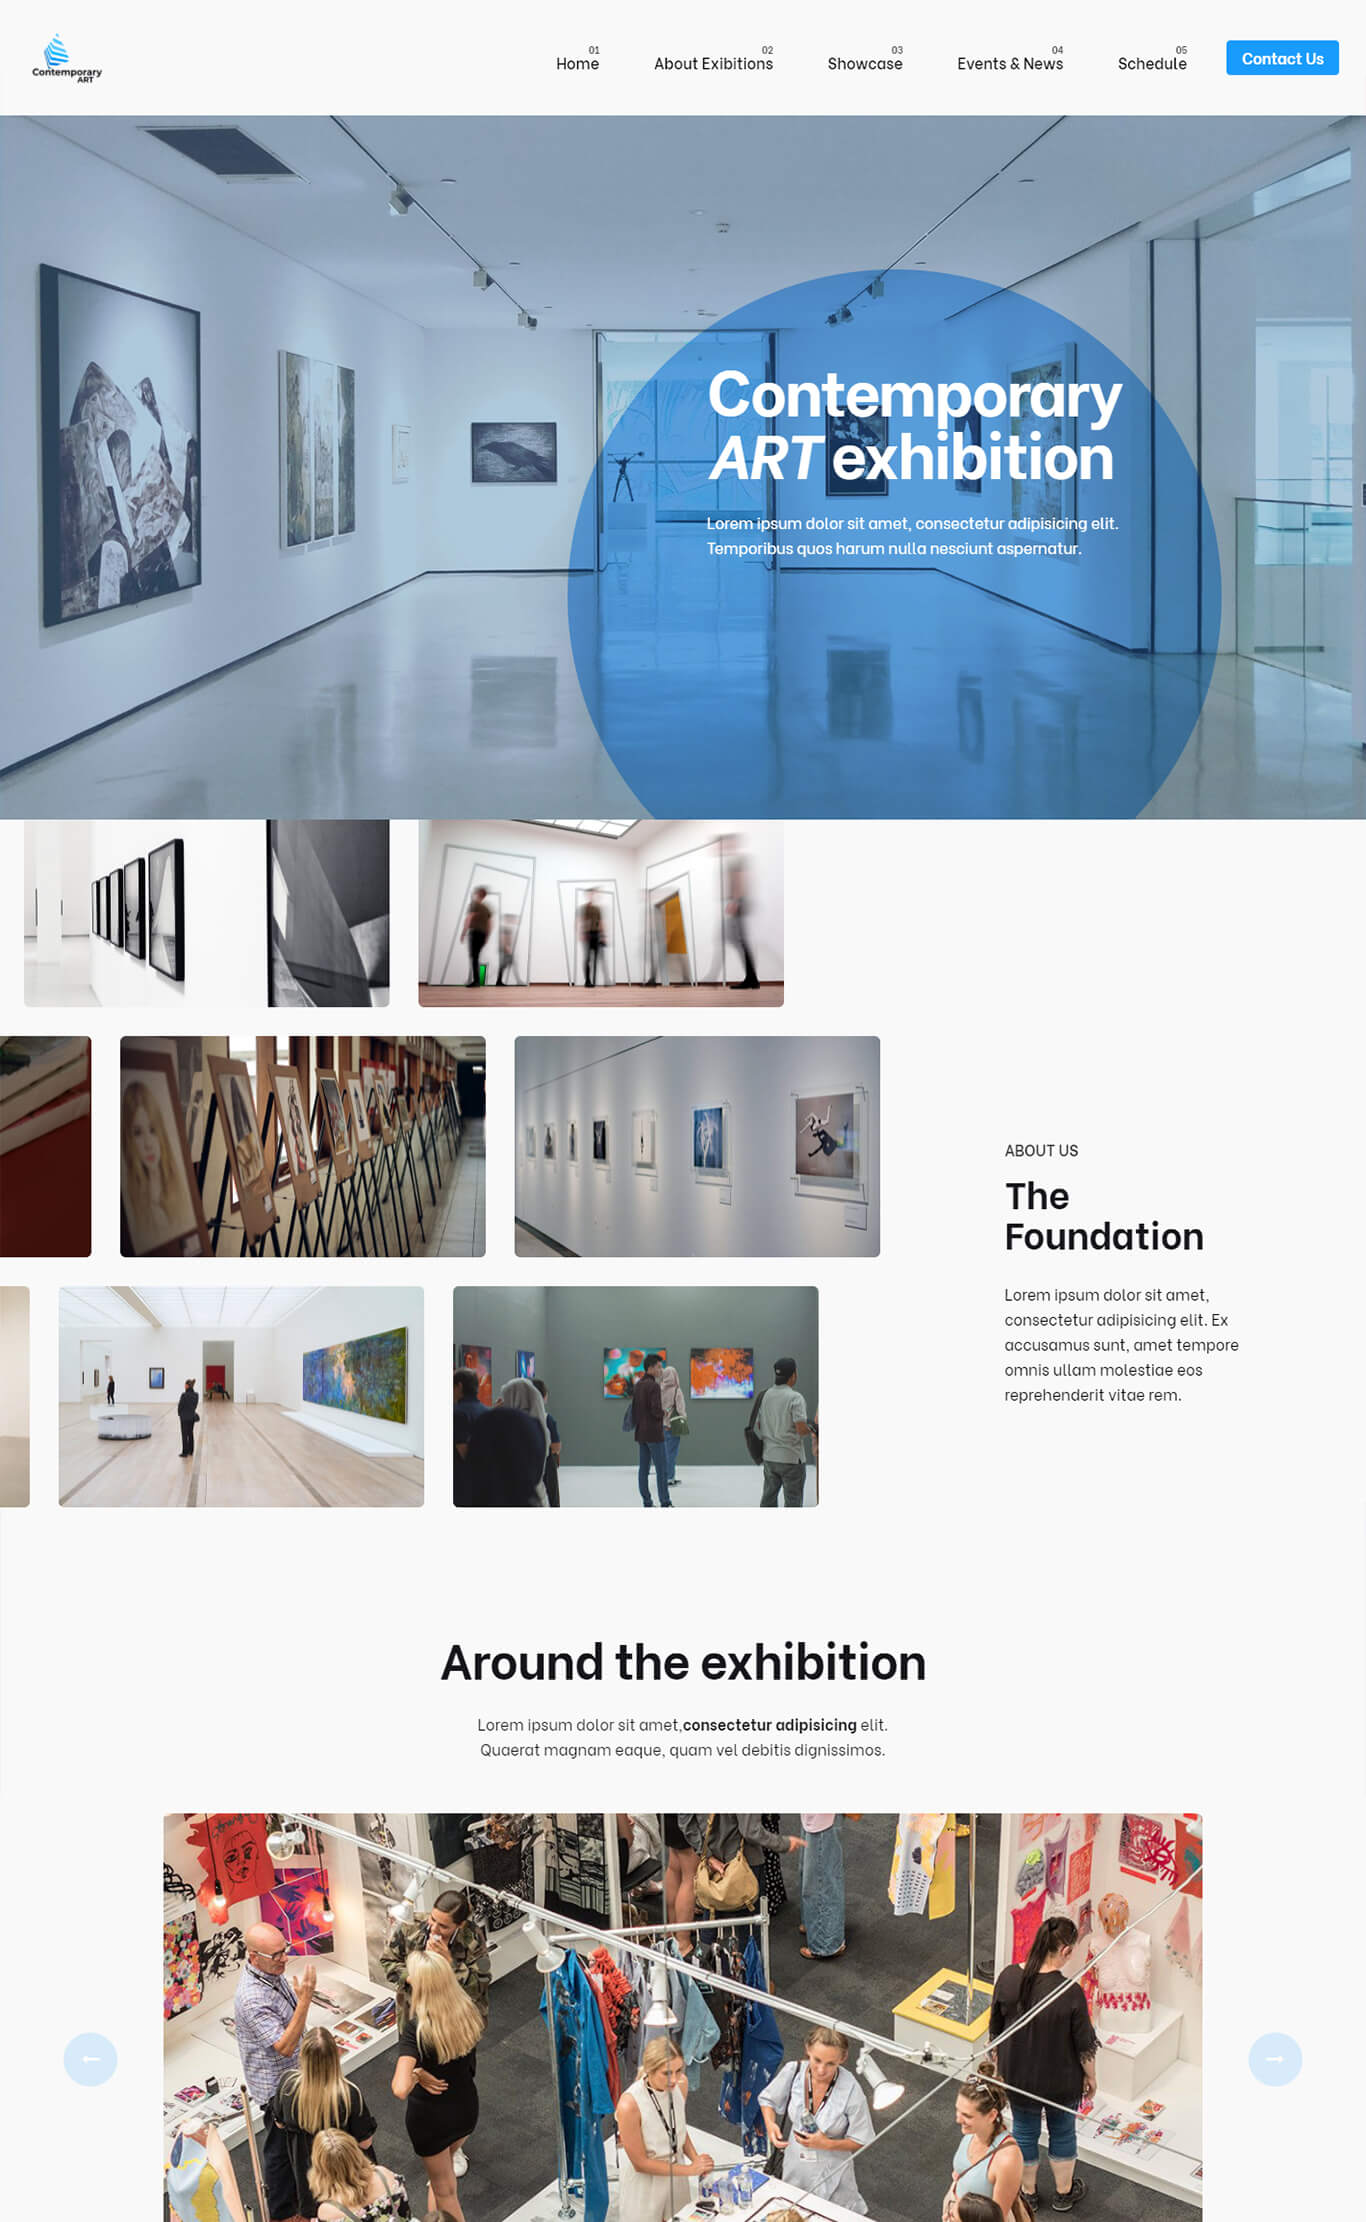 Contemporary
ART
01
Home
02
About Exibitions
03
Showcase
04
Events & News
05
Schedule
Contact Us
Contemporary
ART exhibition
Lorem ipsum dolor sit amet, consectetur adipisicing elit.
Temporibus quos harum nulla nesciunt aspernatur.
ABOUT US
The
Foundation
Lorem ipsum dolor sit amet,
consectetur adipisicing elit. Ex
accusamus sunt, amet tempore
omnis ullam molestiae eos
reprehenderit vitae rem.
Around the exhibition
Lorem ipsum dolor sit amet,consectetur adipisicing elit.
Quaerat magnam eaque, quam vel debitis dignissimos.